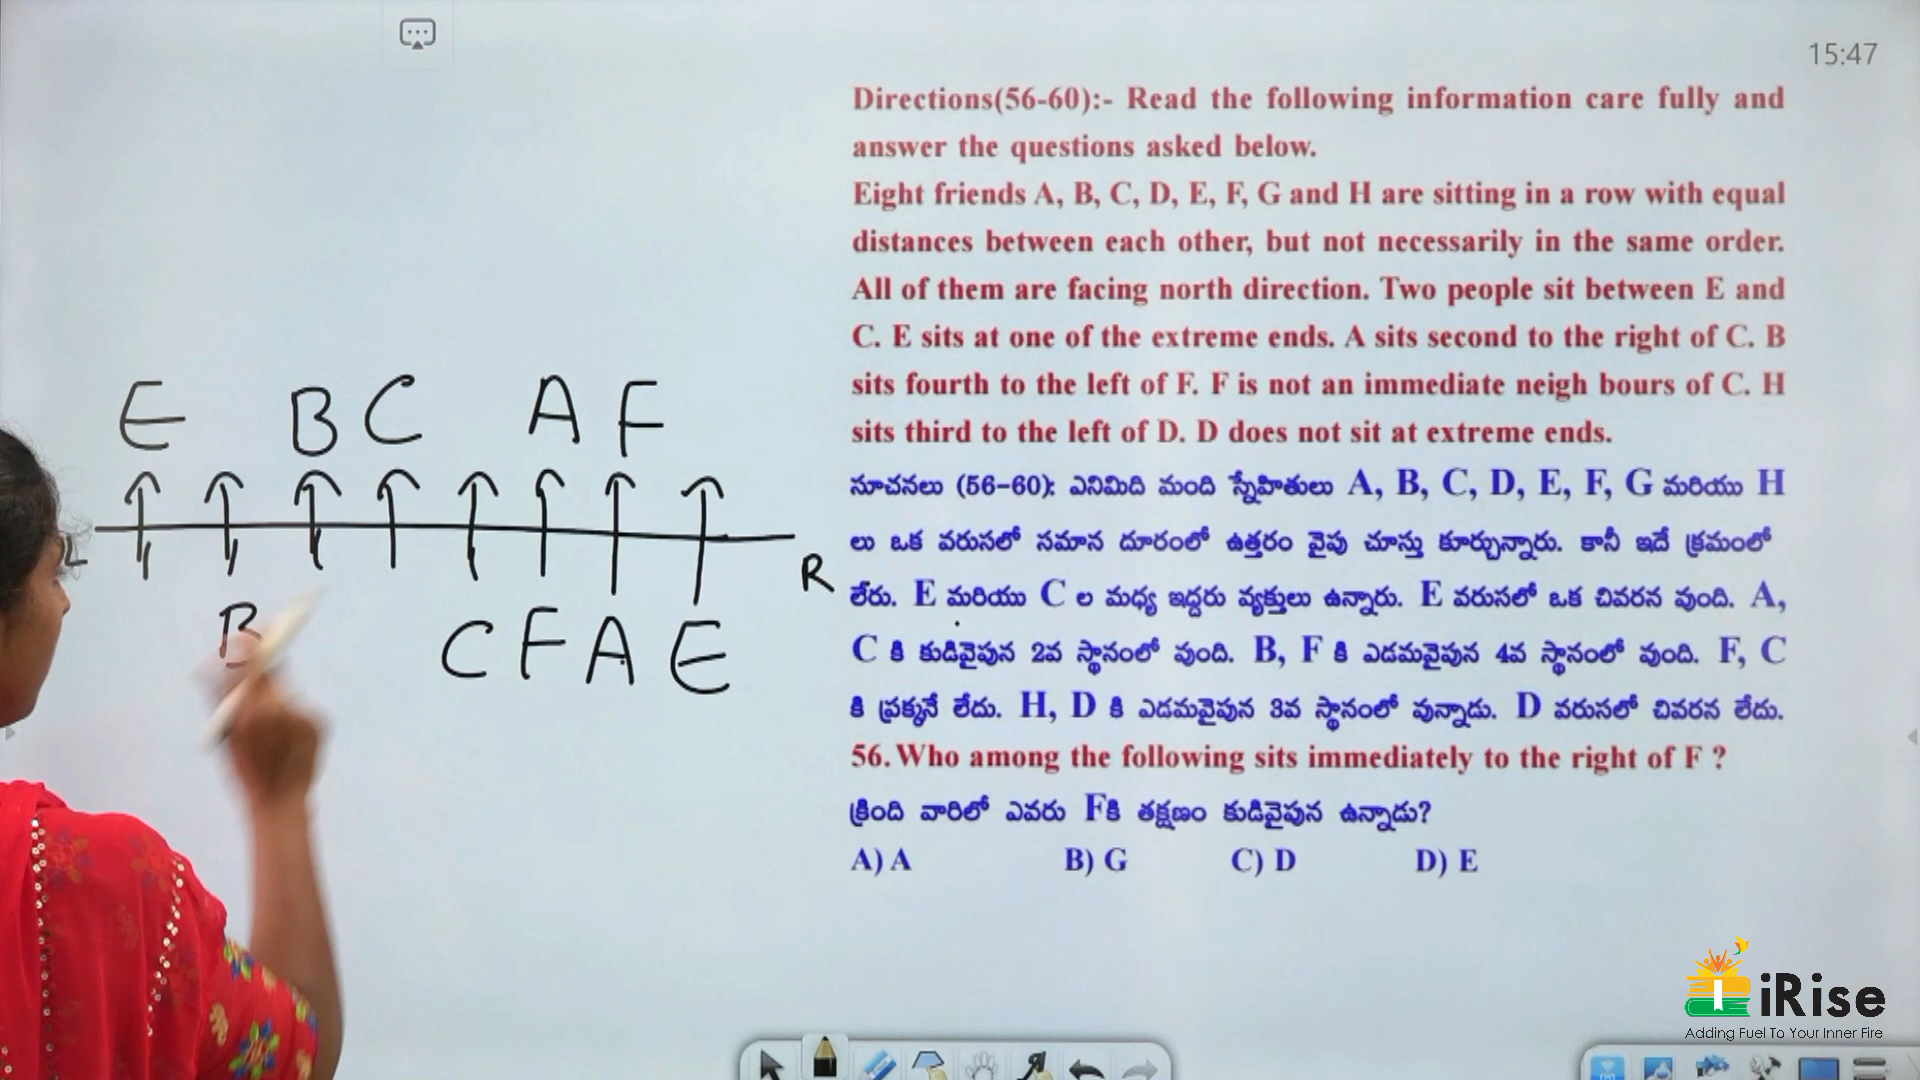 15:47
Directions(56-60):- Read the following information care fully and
answer the questions asked below.
Eight friends A, B, C, D, E, F, G and H are sitting in a row with equal
distances between each other, but not necessarily in the same order.
All of them are facing north direction. Two people sit between E and
C. E sits at one of the extreme ends. A sits second to the right of C. B
sits fourth to the left of F. F is not an immediate neigh bours of C. H
sits third to the left of D. D does not sit at extreme ends.
సూచనలు (56-60): ఎనిమిది మంది స్నేహితులు A, B, C, D, E, F, G మరియు H
లు ఒక వరుసలో సమాన దూరంలో ఉత్తరం వైపు చూస్తు కూర్చున్నారు. కానీ ఇదే క్రమంలో
లేరు. E మరియు C ల మధ్య ఇద్దరు వ్యక్తులు ఉన్నారు. E వరుసలో ఒక చివరన వుంది. A,
C కి కుడివైపున 2వ స్థానంలో వుంది. B, F కి ఎడమవైపున 4వ స్థానంలో వుంది. F, C
కి ప్రక్కనే లేదు. H, D కి ఎడమవైపున 3వ స్థానంలో వున్నాడు. D వరుసలో చివరన లేదు.
56. Who among the following sits immediately to the right of F ?
క్రింది వారిలో ఎవరు Fకి తక్షణం కుడివైపున ఉన్నాడు?
A) A B) G C) D D) E
E B C A F
L R
B C F A E
iRise
Adding Fuel To Your Inner Fire